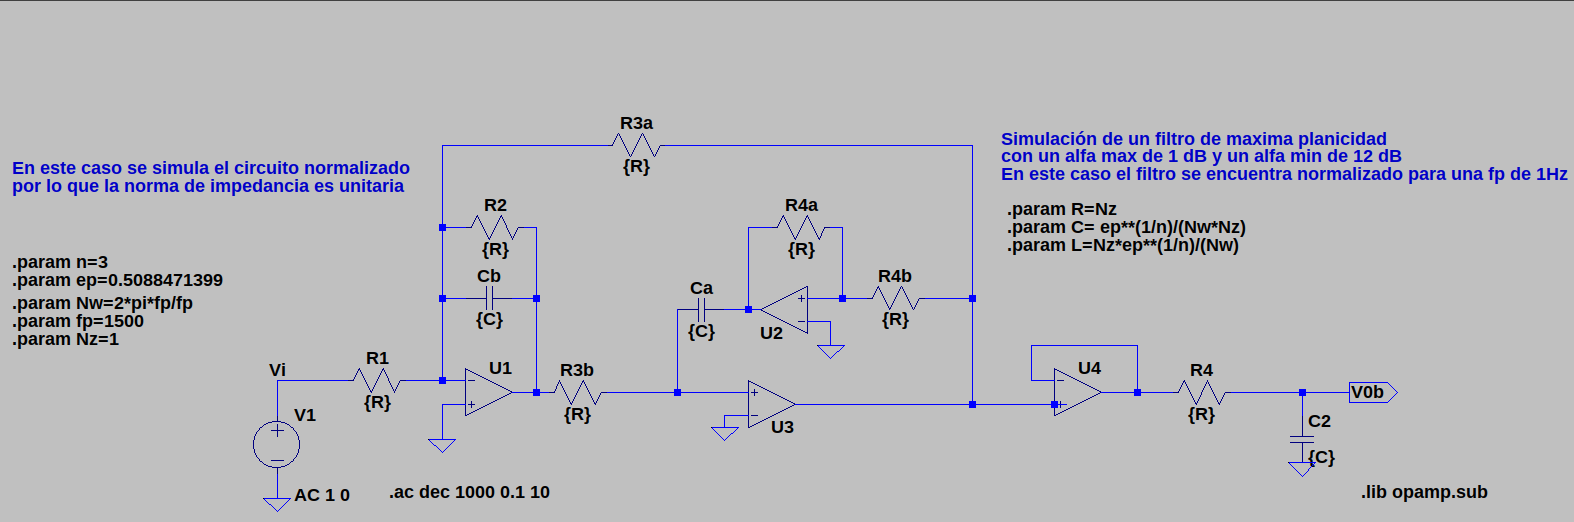 R3a
{R}
En este caso se simula el circuito normalizado
por lo que la norma de impedancia es unitaria
Simulación de un filtro de maxima planicidad
con un alfa max de 1 dB y un alfa min de 12 dB
En este caso el filtro se encuentra normalizado para una fp de 1Hz
.param R=Nz
.param C= ep**(1/n)/(Nw*Nz)
.param L=Nz*ep**(1/n)/(Nw)
R2
{R}
R4a
{R}
.param n=3
.param ep=0.5088471399
.param Nw=2*pi*fp/fp
.param fp=1500
.param Nz=1
Cb
{C}
Ca
{C}
U2
R4b
{R}
Vi
R1
{R}
U1
R3b
{R}
U3
U4
R4
{R}
V0b
V1
AC 1 0
C2
{C}
.ac dec 1000 0.1 10
.lib opamp.sub